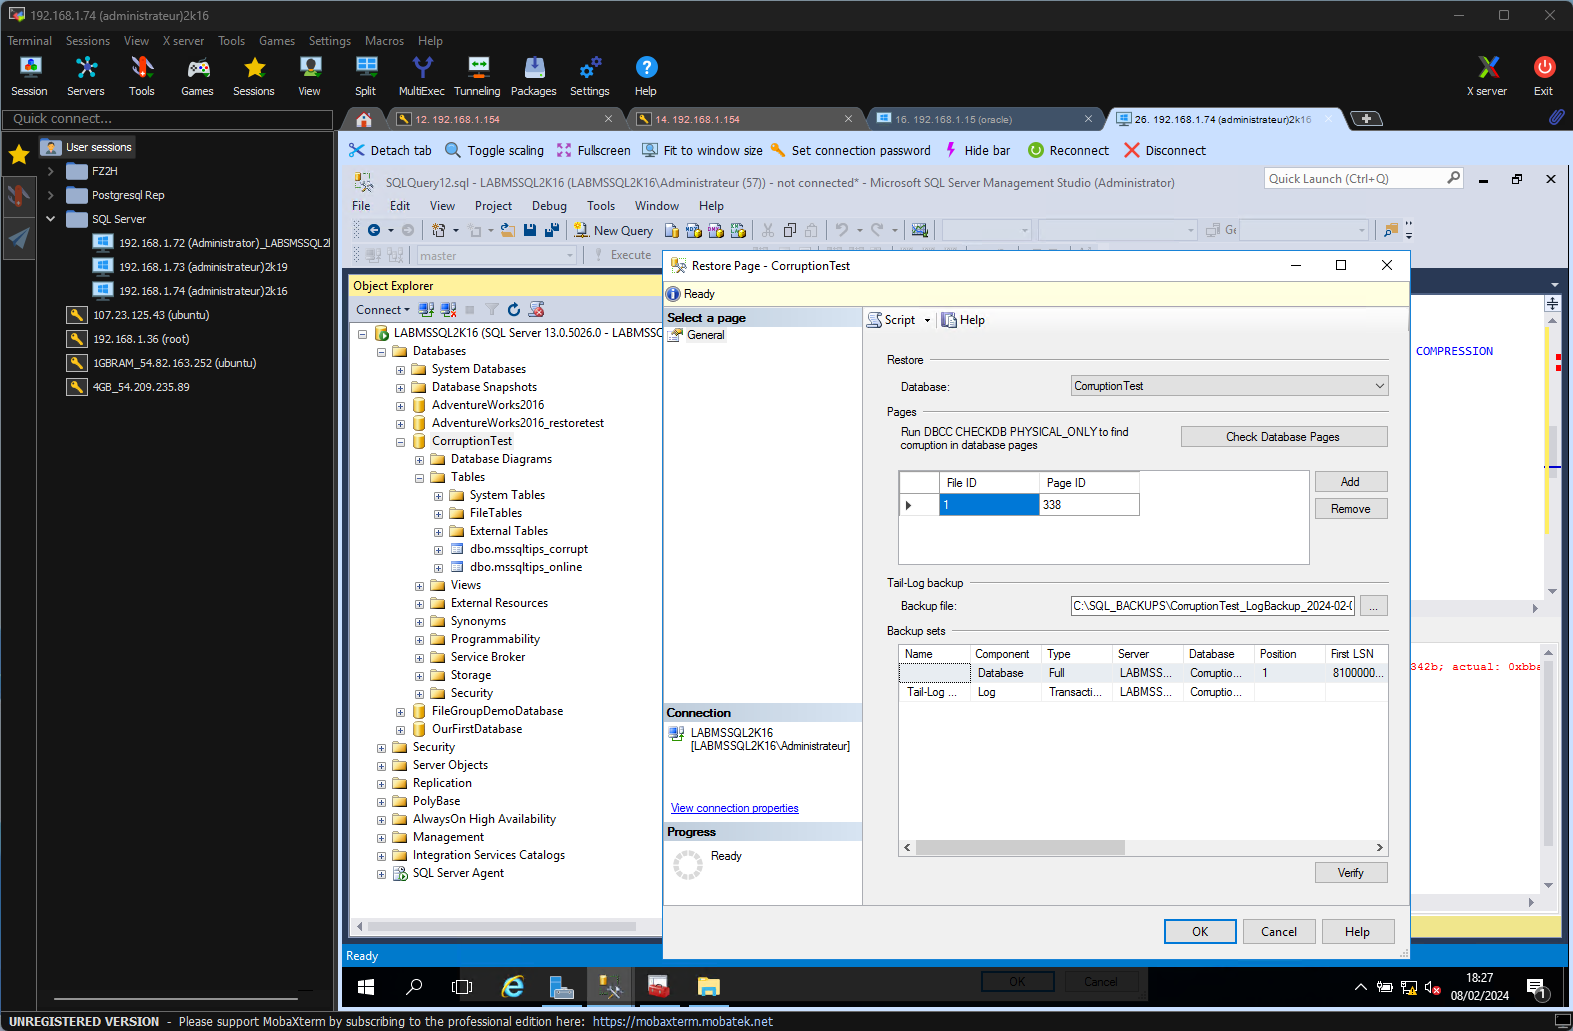 192.168.1.74 (administrateur)2k16
Terminal Sessions View X server Tools Games Settings Macros Help
Session Servers Tools Games Sessions View Split MultiExec Tunneling Packages Settings Help X server Exit
Quick connect...
12. 192.168.1.154
14. 192.168.1.154
16. 192.168.1.15 (oracle)
26. 192.168.1.74 (administrateur)2k16
User sessions
FZ2H
Postgresql Rep
SQL Server
192.168.1.72 (Administrator)_LABSMSSQL2
192.168.1.73 (administrateur)2k19
192.168.1.74 (administrateur)2k16
107.23.125.43 (ubuntu)
192.168.1.36 (root)
1GBRAM_54.82.163.252 (ubuntu)
4GB_54.209.235.89
Detach tab Toggle scaling Fullscreen Fit to window size Set connection password Hide bar Reconnect Disconnect
SQLQuery12.sql - LABMSSQL2K16 (LABMSSQL2K16\Administrateur (57)) - not connected* - Microsoft SQL Server Management Studio (Administrator)
Quick Launch (Ctrl+Q)
File Edit View Project Debug Tools Window Help
New Query
master
Execute
Object Explorer
Connect
LABMSSQL2K16 (SQL Server 13.0.5026.0 - LABMSSC
Databases
System Databases
Database Snapshots
AdventureWorks2016
AdventureWorks2016_restoretest
CorruptionTest
Database Diagrams
Tables
System Tables
FileTables
External Tables
dbo.mssqltips_corrupt
dbo.mssqltips_online
Views
External Resources
Synonyms
Programmability
Service Broker
Storage
Security
FileGroupDemoDatabase
OurFirstDatabase
Security
Server Objects
Replication
PolyBase
AlwaysOn High Availability
Management
Integration Services Catalogs
SQL Server Agent
Restore Page - CorruptionTest
Ready
Select a page
General
Script Help
Restore
Database: CorruptionTest
Pages
Run DBCC CHECKDB PHYSICAL_ONLY to find
corruption in database pages
Check Database Pages
File ID Page ID
1 338
Add
Remove
Tail-Log backup
Backup file: C:\SQL_BACKUPS\CorruptionTest_LogBackup_2024-02-0 ...
Backup sets
Name Component Type Server Database Position First LSN
Database Full LABMSS... Corruptio... 1 8100000...
Tail-Log ... Log Transacti... LABMSS... Corruptio...
Connection
LABMSSQL2K16
[LABMSSQL2K16\Administrateur]
View connection properties
Progress
Ready
Verify
OK Cancel Help
COMPRESSION
342b; actual: 0xbba
Ready
OK Cancel
18:27
08/02/2024
1
UNREGISTERED VERSION - Please support MobaXterm by subscribing to the professional edition here: https://mobaxterm.mobatek.net